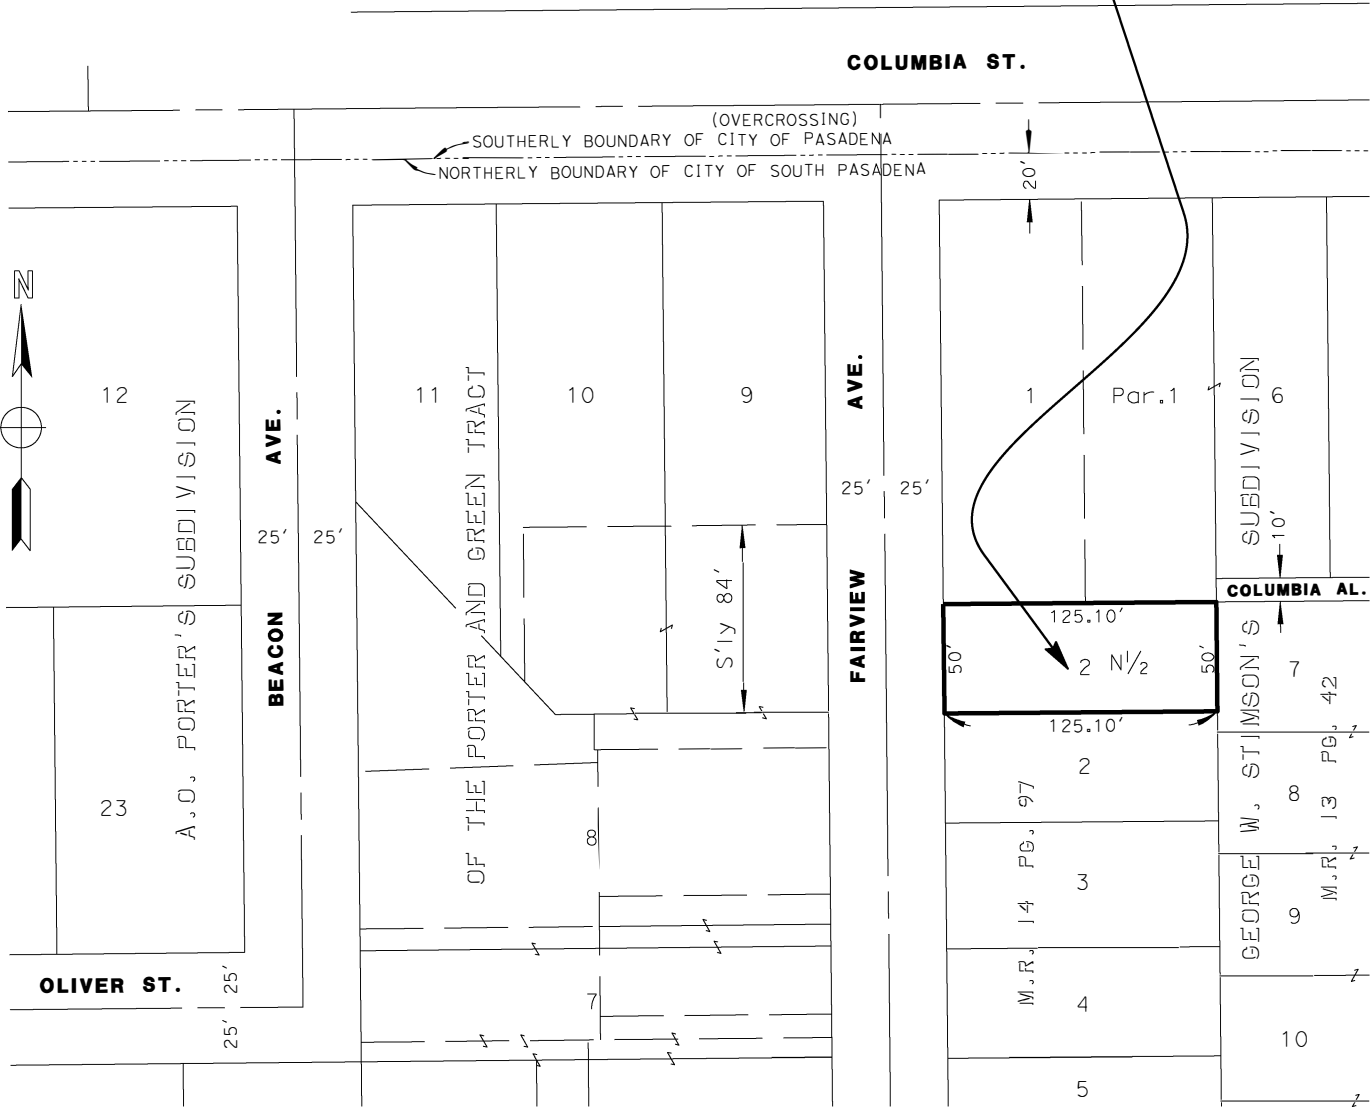 COLUMBIA ST.
(OVERCROSSING)
SOUTHERLY BOUNDARY OF CITY OF PASADENA
NORTHERLY BOUNDARY OF CITY OF SOUTH PASADENA
20'
N
12
A.O. PORTER'S SUBDIVISION
BEACON AVE.
25' 25'
11
10
9
OF THE PORTER AND GREEN TRACT
S'ly 84'
FAIRVIEW AVE.
25' 25'
1
Par.1
6
GEORGE W. STIMSON'S SUBDIVISION
10'
COLUMBIA AL.
125.10'
50'
2 N1/2
50'
125.10'
7
M.R. 13 PG. 42
2
8
23
8
M.R. 14 PG. 97
3
9
OLIVER ST.
25'
25'
7
4
10
5